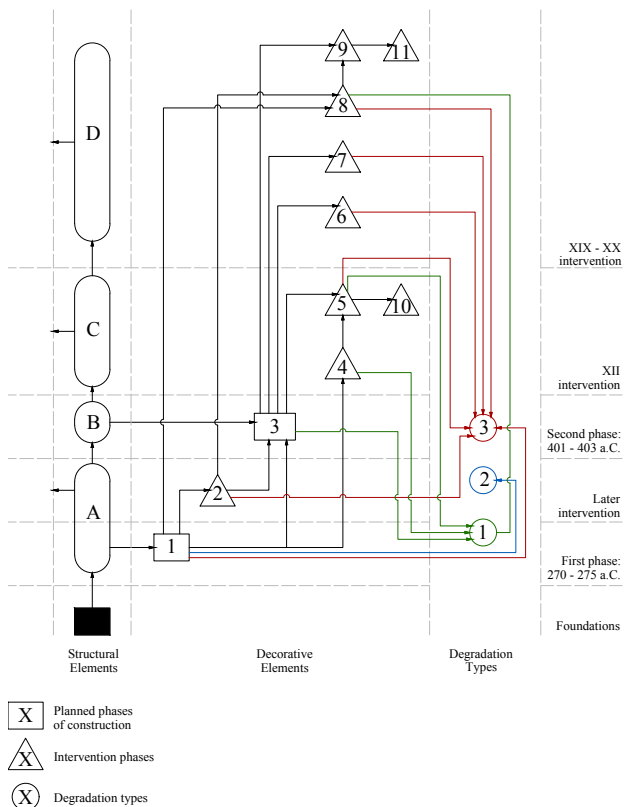 9
11
8
D
7
6
XIX - XX
intervention
5
10
C
4
XII
intervention
B
3
3
Second phase:
401 - 403 a.C.
2
2
A
Later
intervention
1
1
First phase:
270 - 275 a.C.
Foundations
Structural
Elements
Decorative
Elements
Degradation
Types
X
Planned phases
of construction
X
Intervention phases
X
Degradation types